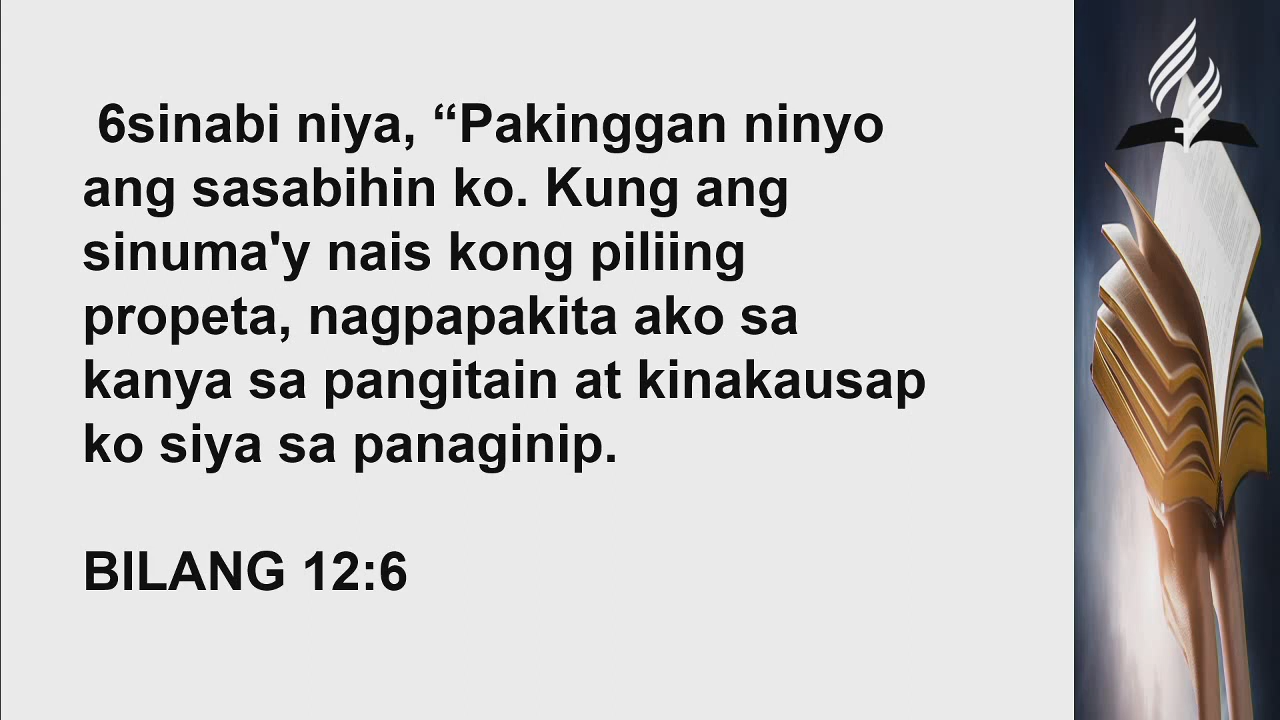 6sinabi niya, “Pakinggan ninyo
ang sasabihin ko. Kung ang
sinuma'y nais kong piliing
propeta, nagpapakita ako sa
kanya sa pangitain at kinakausap
ko siya sa panaginip.
BILANG 12:6